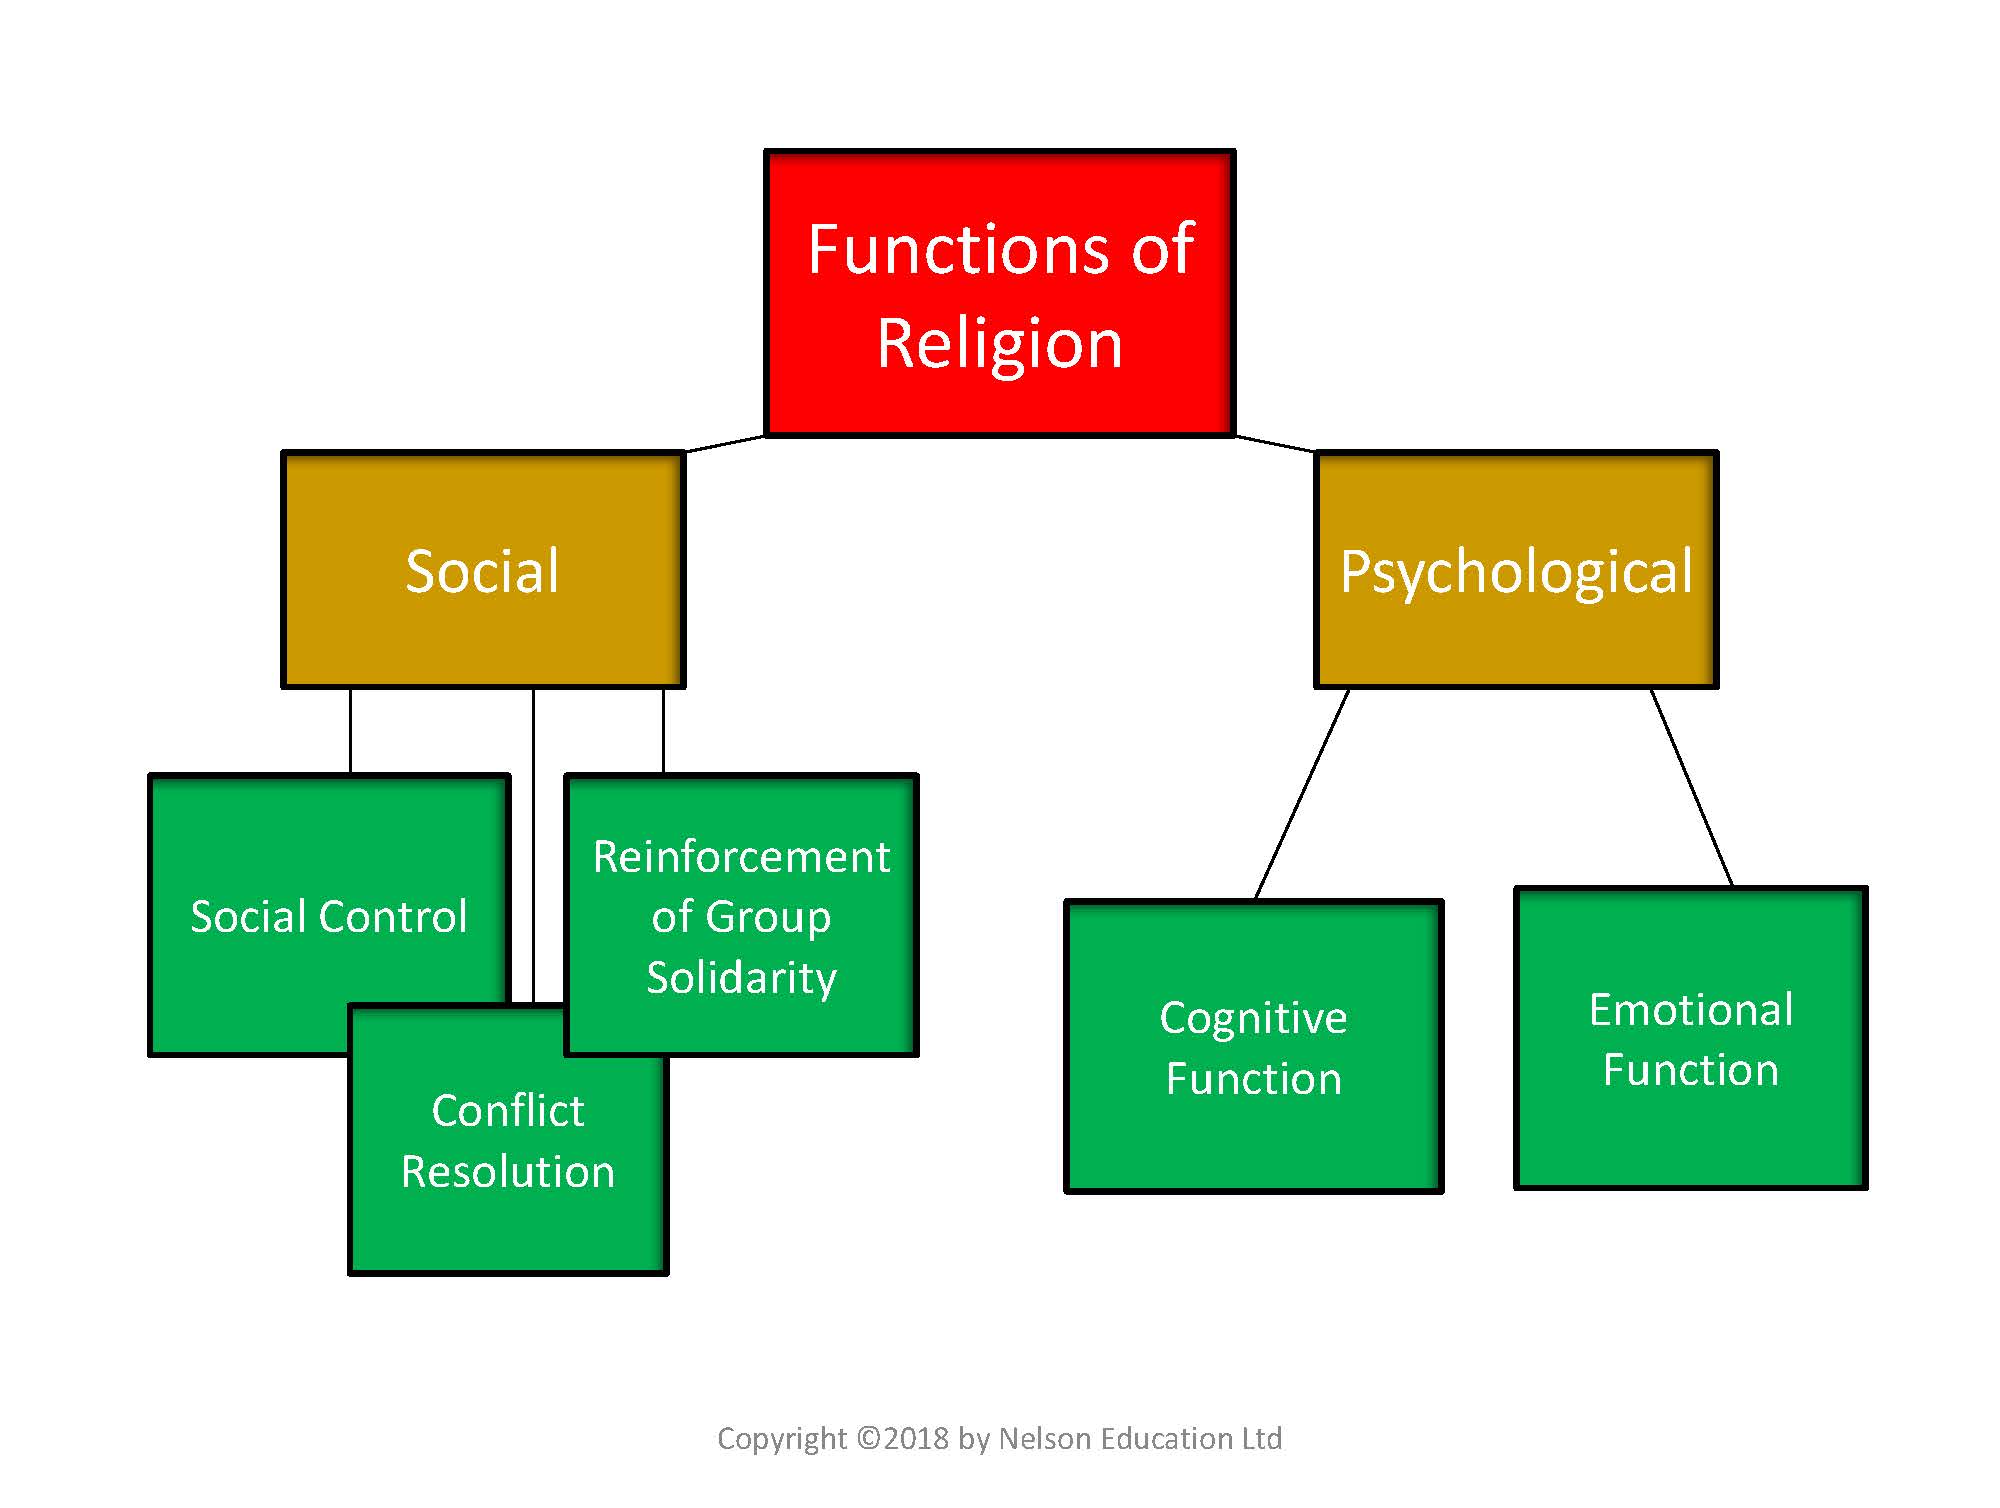 Functions of
Religion
Social
Psychological
Social Control
Conflict
Resolution
Reinforcement
of Group
Solidarity
Cognitive
Function
Emotional
Function
Copyright ©2018 by Nelson Education Ltd